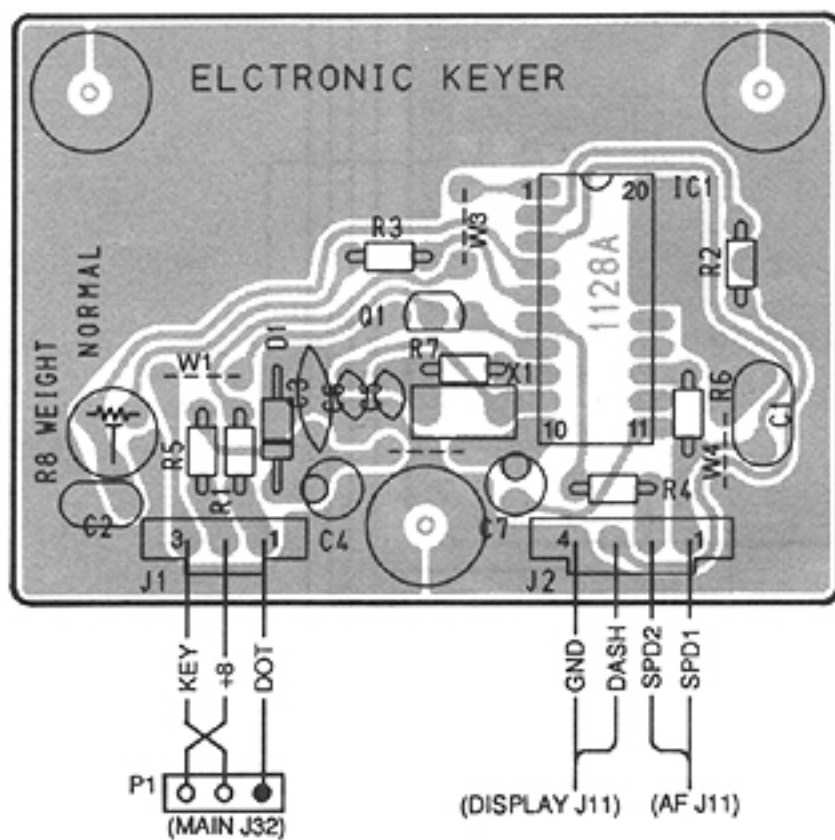 ELCTRONIC KEYER
1 20 IC1
R3
W3
R2
1128A
NORMAL
Q1
D1
R7
X1
W1
C3
R6
C1
R8 WEIGHT
R5
R1
10 11
W4
R4
C2
C4
C7
3 1
4 1
J1
J2
KEY
+8
DOT
GND
DASH
SPD2
SPD1
P1
(MAIN J32)
(DISPLAY J11)
(AF J11)